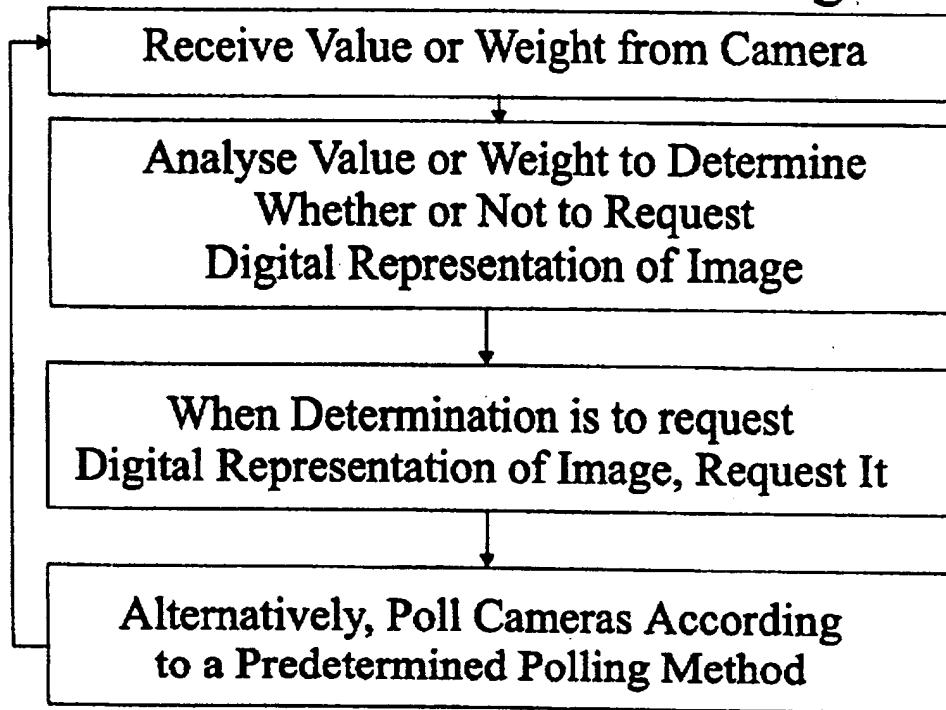 Receive Value or Weight from Camera
Analyse Value or Weight to Determine
Whether or Not to Request
Digital Representation of Image
When Determination is to request
Digital Representation of Image, Request It
Alternatively, Poll Cameras According
to a Predetermined Polling Method